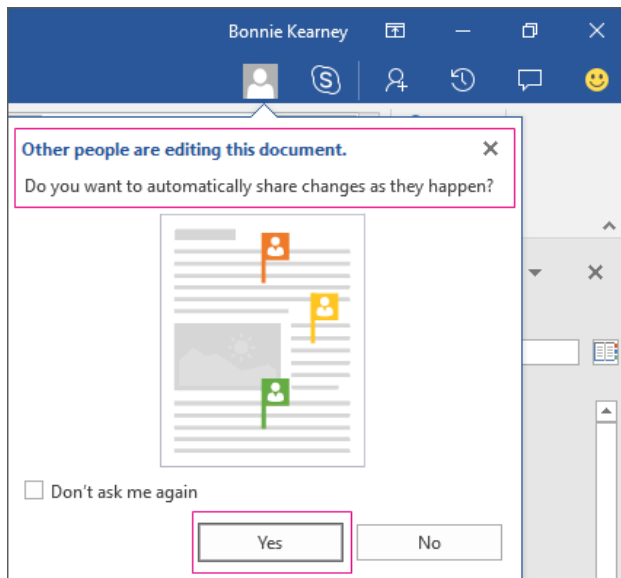 Bonnie Kearney
Other people are editing this document.
Do you want to automatically share changes as they happen?
Don't ask me again
Yes
No